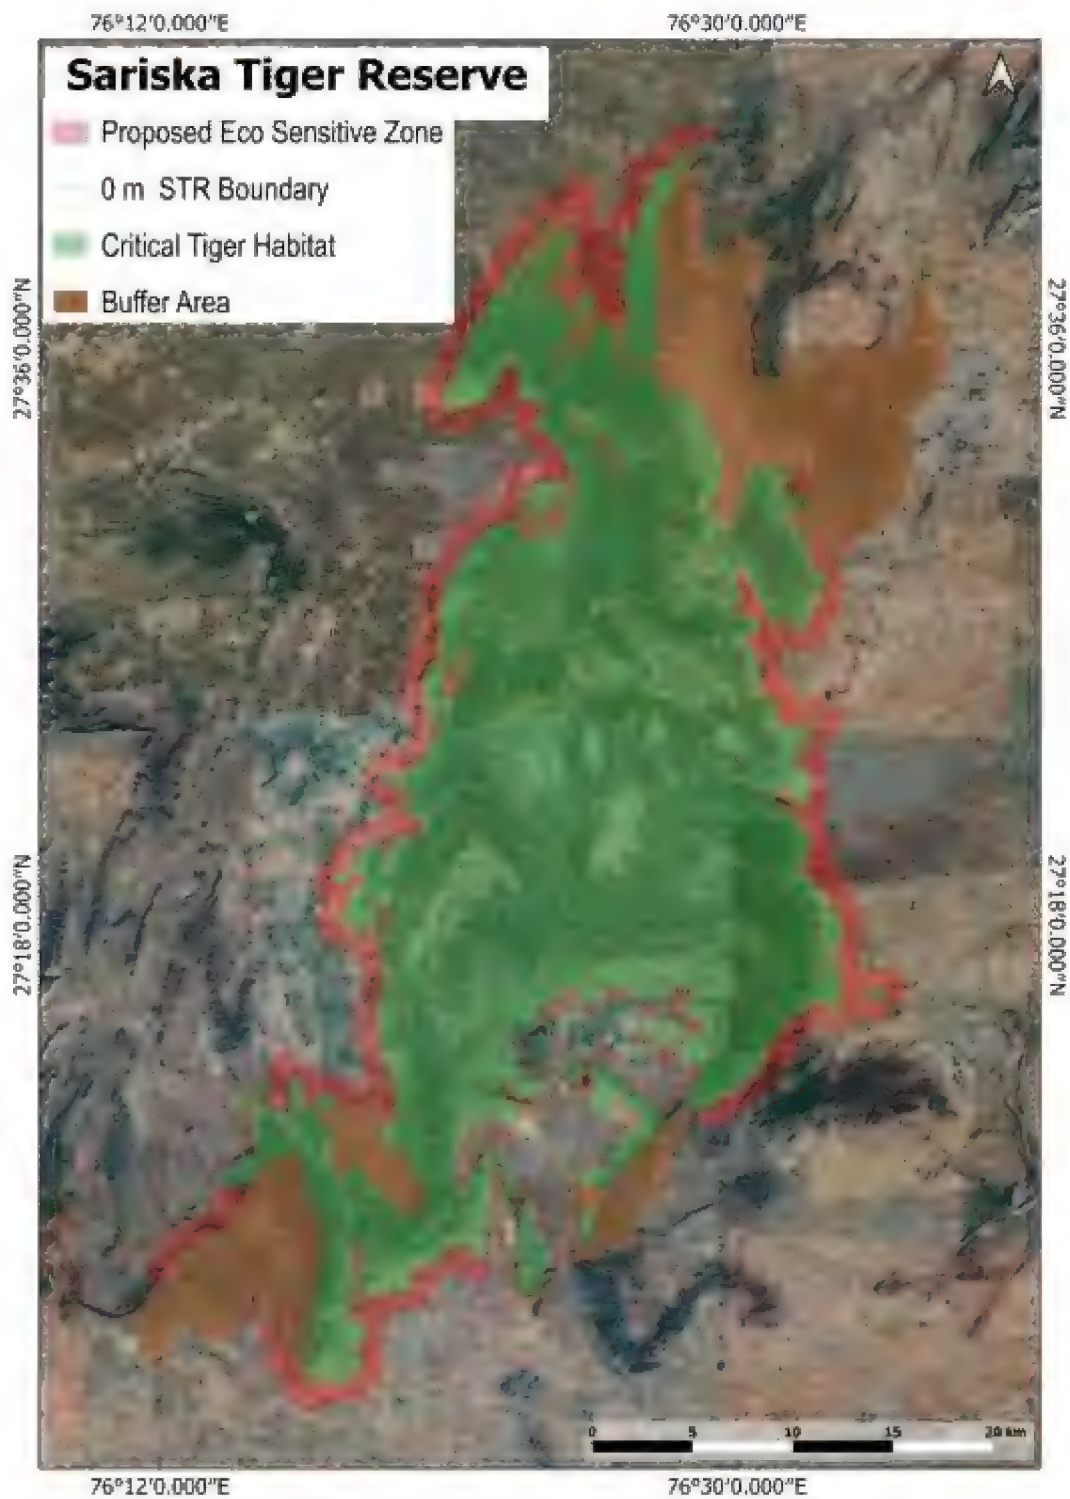 76°12'0.000"E
76°30'0.000"E
Sariska Tiger Reserve
Proposed Eco Sensitive Zone
0 m STR Boundary
Critical Tiger Habitat
Buffer Area
27°36'0.000"N
27°36'0.000"N
27°18'0.000"N
27°18'0.000"N
0 5 10 15 20 km
76°12'0.000"E
76°30'0.000"E